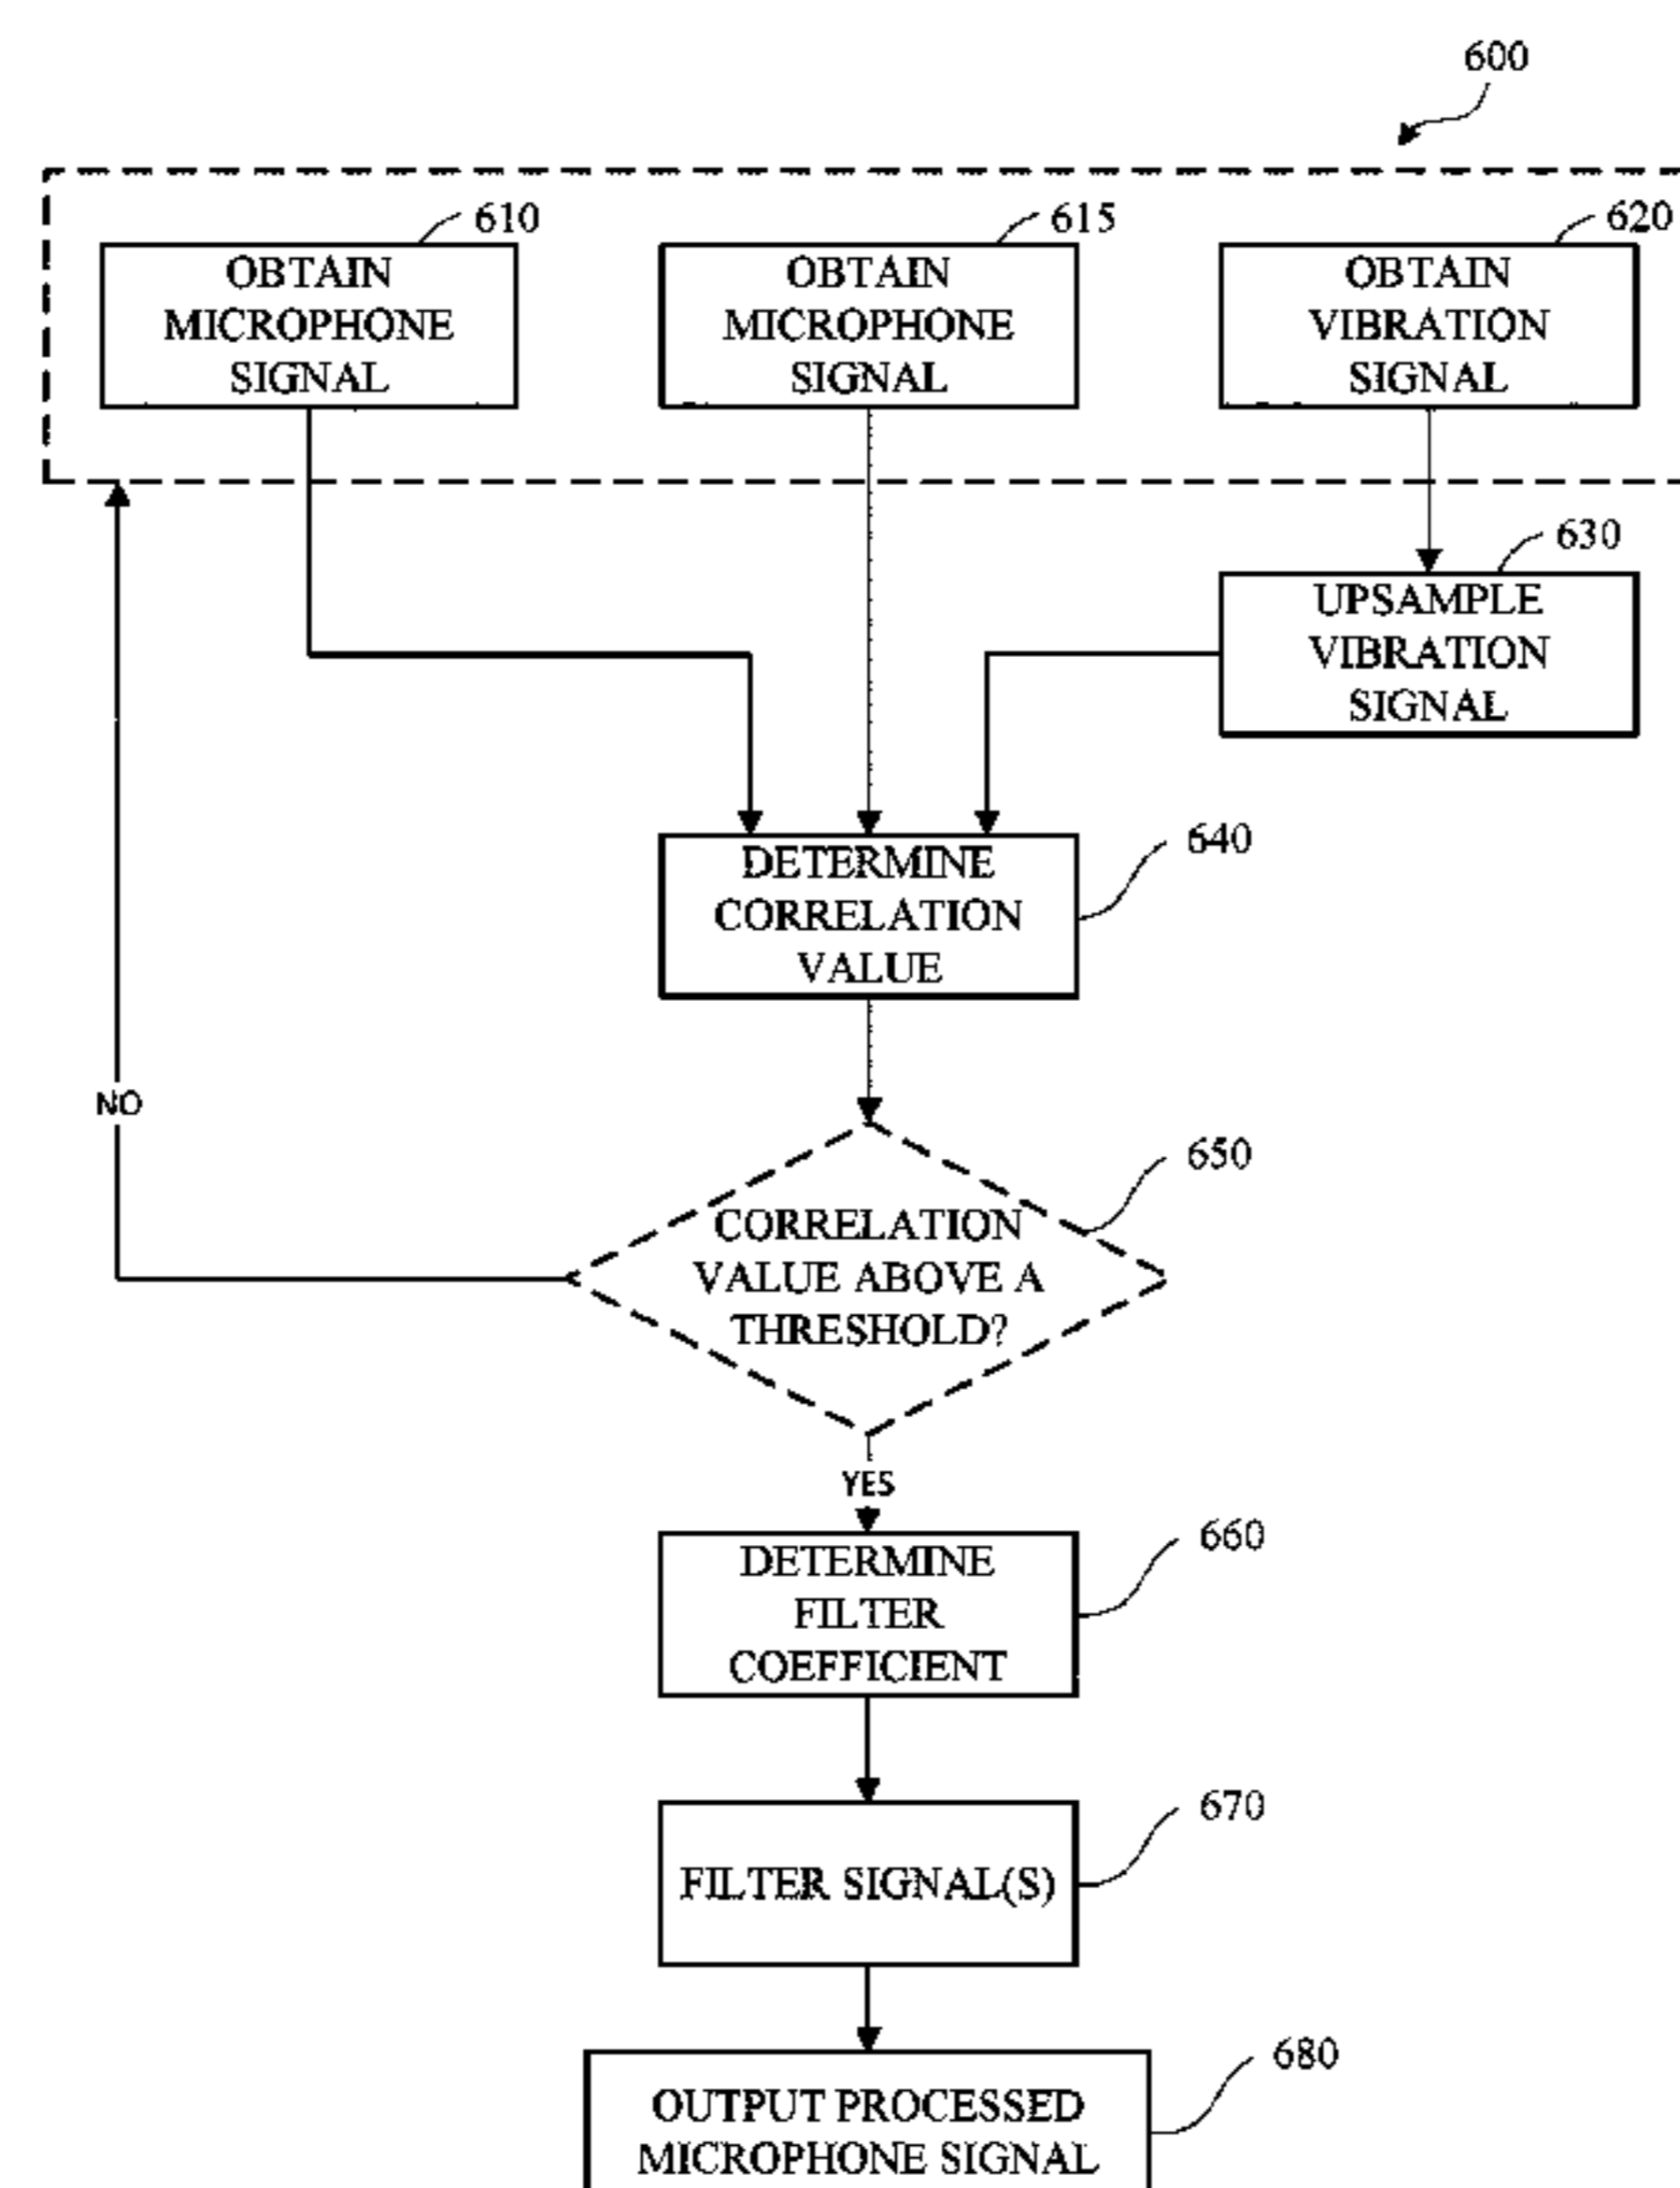 600
610
OBTAIN
MICROPHONE
SIGNAL
615
OBTAIN
MICROPHONE
SIGNAL
620
OBTAIN
VIBRATION
SIGNAL
630
UPSAMPLE
VIBRATION
SIGNAL
640
DETERMINE
CORRELATION
VALUE
NO
650
CORRELATION
VALUE ABOVE A
THRESHOLD?
YES
660
DETERMINE
FILTER
COEFFICIENT
670
FILTER SIGNAL(S)
680
OUTPUT PROCESSED
MICROPHONE SIGNAL